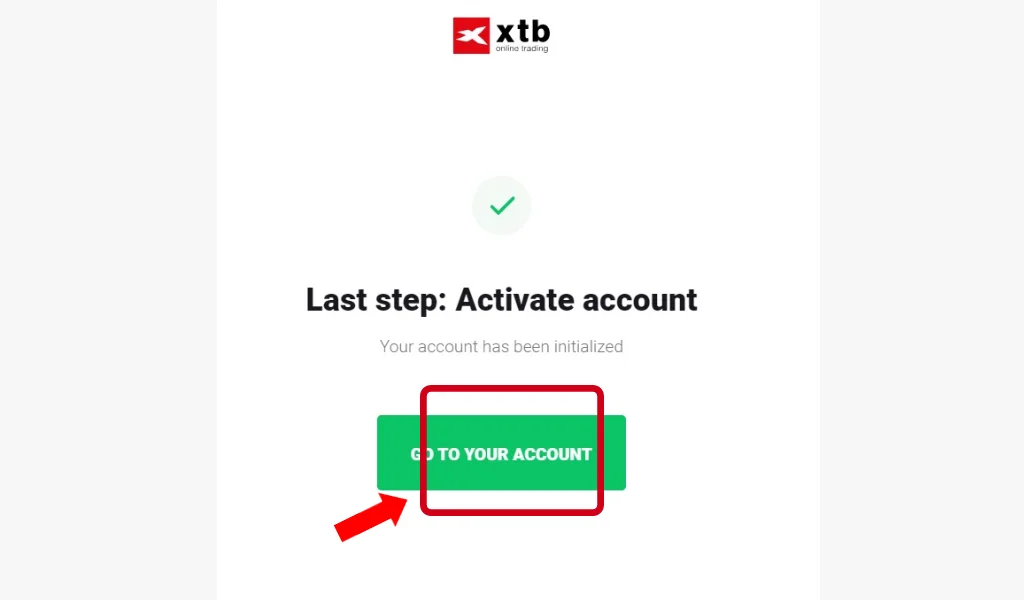 xtb
online trading
Last step: Activate account
Your account has been initialized
GO TO YOUR ACCOUNT